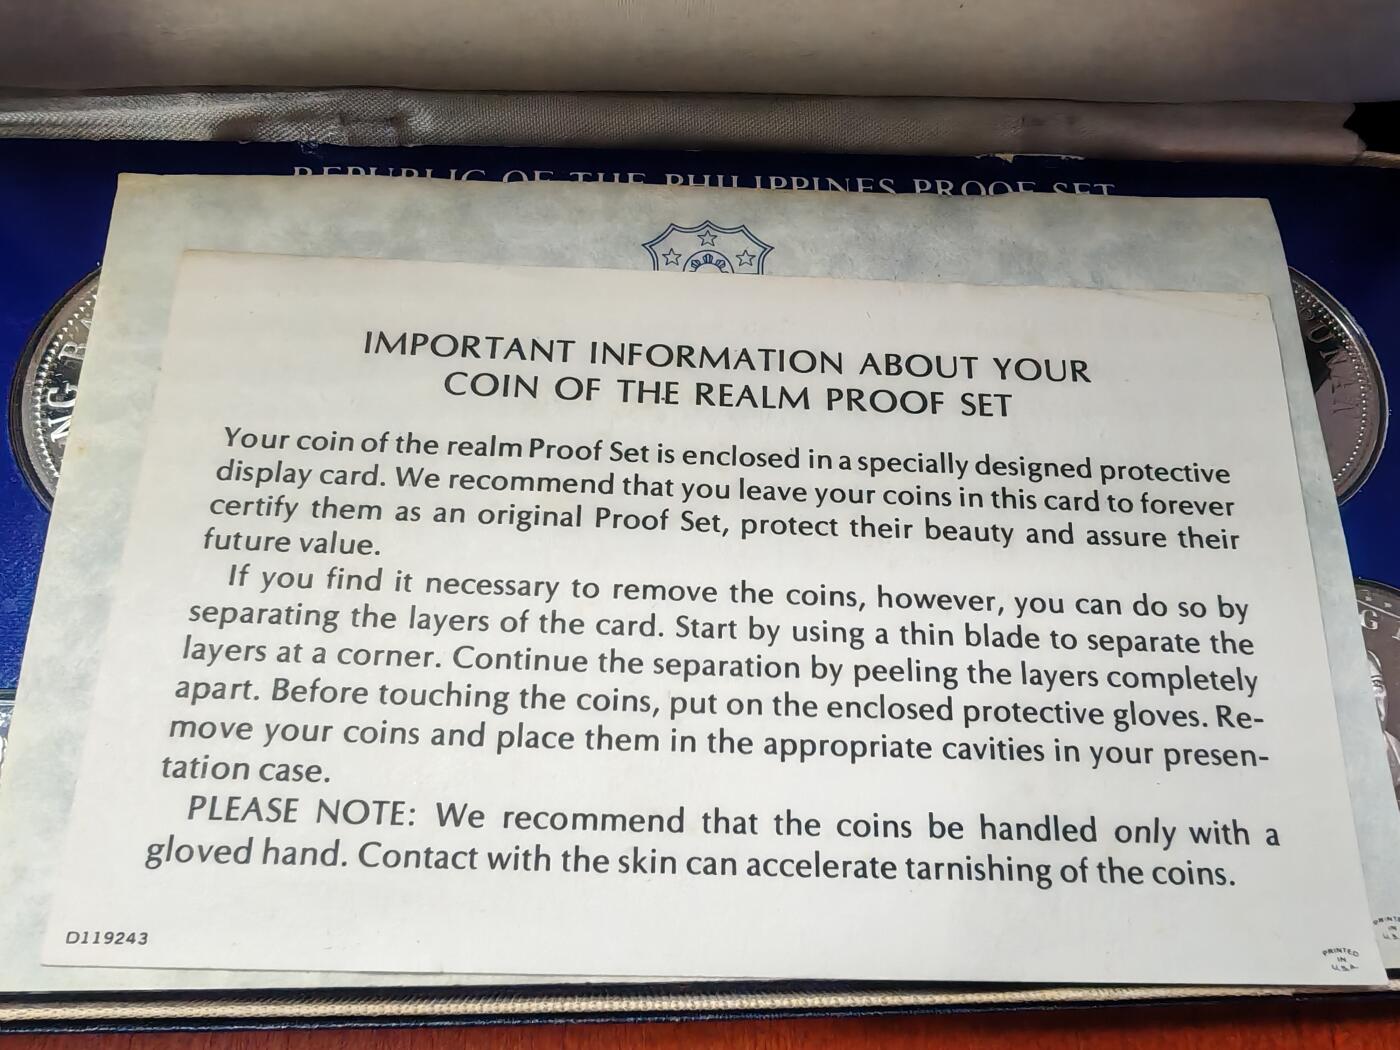 REPUBLIC OF THE PHILIPPINES PROOF SET
IMPORTANT INFORMATION ABOUT YOUR
COIN OF THE REALM PROOF SET
Your coin of the realm Proof Set is enclosed in a specially designed protective
display card. We recommend that you leave your coins in this card to forever
certify them as an original Proof Set, protect their beauty and assure their
future value.
If you find it necessary to remove the coins, however, you can do so by
separating the layers of the card. Start by using a thin blade to separate the
layers at a corner. Continue the separation by peeling the layers completely
apart. Before touching the coins, put on the enclosed protective gloves. Re-
move your coins and place them in the appropriate cavities in your presen-
tation case.
PLEASE NOTE: We recommend that the coins be handled only with a
gloved hand. Contact with the skin can accelerate tarnishing of the coins.
D119243
PRINTED
IN
U.S.A.